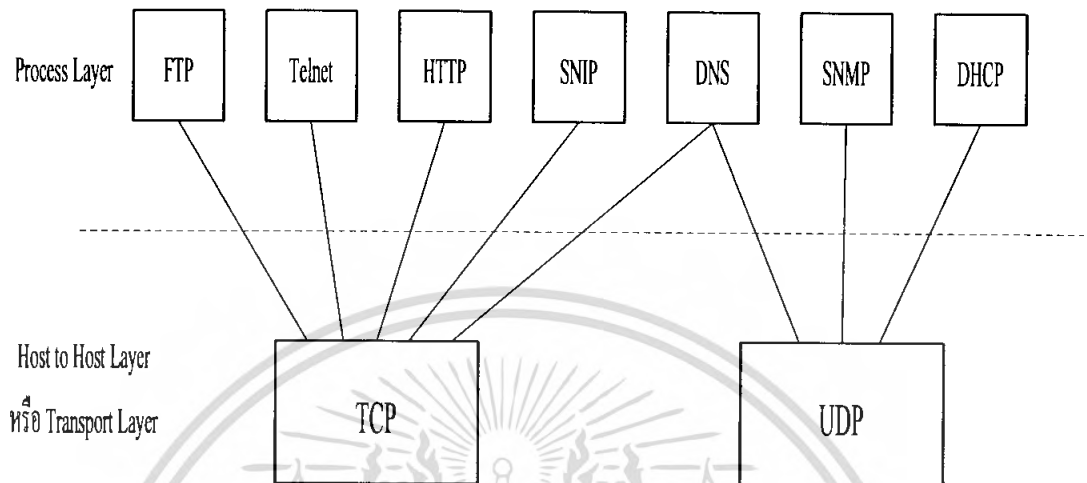 Process Layer
FTP
Telnet
HTTP
SNIP
DNS
SNMP
DHCP
Host to Host Layer
หรือ Transport Layer
TCP
UDP